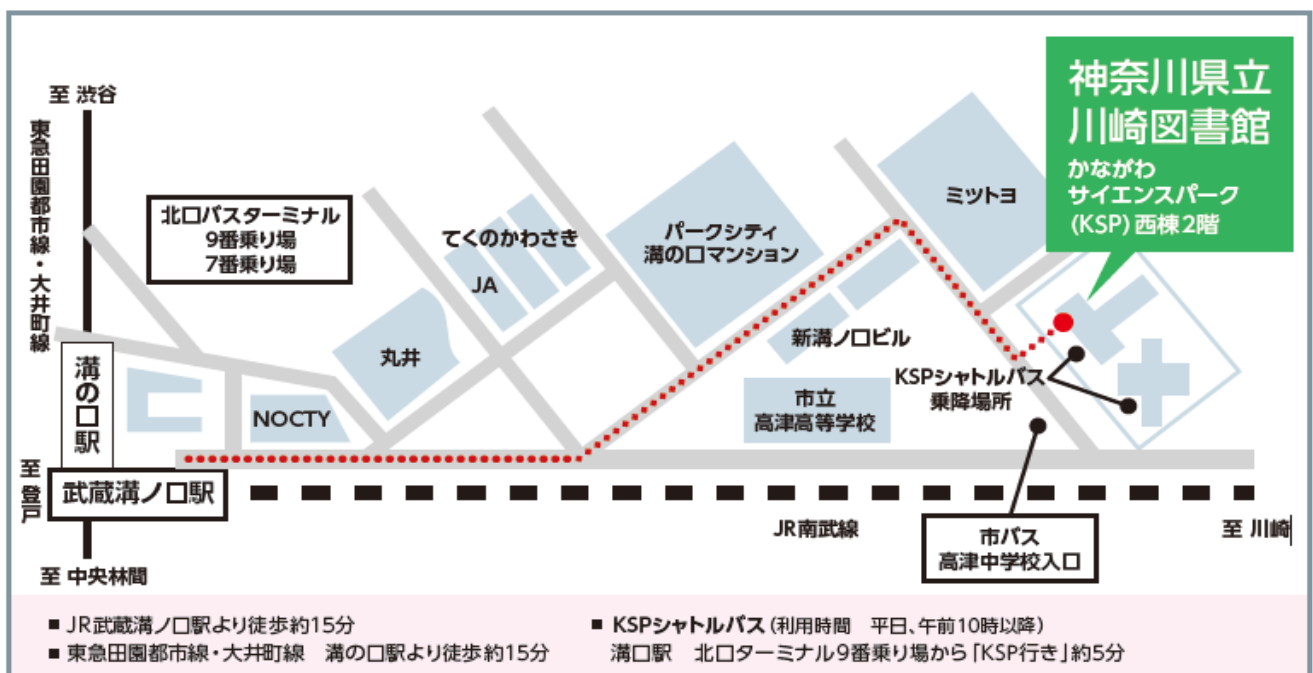 至 渋谷
東急田園都市線・大井町線
北口バスターミナル
9番乗り場
7番乗り場
てくのかわさき
JA
丸井
NOCTY
溝の口駅
至 登戸
武蔵溝ノ口駅
至 中央林間
パークシティ
溝の口マンション
新溝ノ口ビル
市立
高津高等学校
ミツトヨ
神奈川県立
川崎図書館
かながわ
サイエンスパーク
(KSP) 西棟2階
KSPシャトルバス
乗降場所
JR南武線
市バス
高津中学校入口
至 川崎
■ JR武蔵溝ノ口駅より徒歩約15分
■ 東急田園都市線・大井町線　溝の口駅より徒歩約15分
■ KSPシャトルバス（利用時間　平日、午前10時以降）
溝口駅　北口ターミナル9番乗り場から「KSP行き」約5分